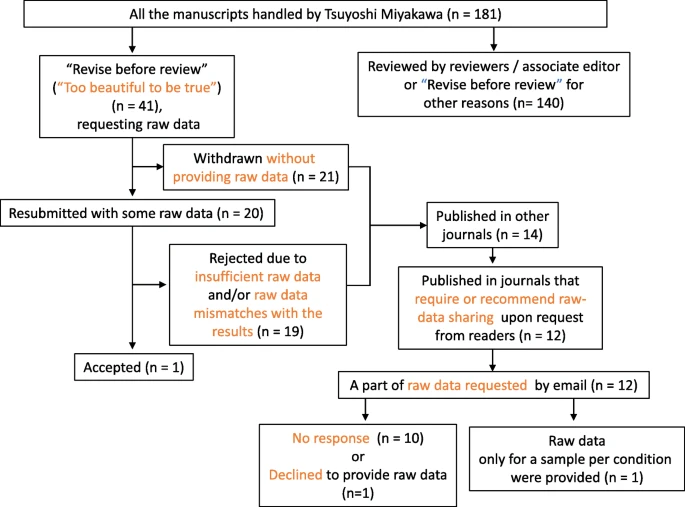 All the manuscripts handled by Tsuyoshi Miyakawa (n = 181)
“Revise before review”
(“Too beautiful to be true”)
(n = 41),
requesting raw data
Reviewed by reviewers / associate editor
or “Revise before review” for
other reasons (n= 140)
Withdrawn without
providing raw data (n = 21)
Resubmitted with some raw data (n = 20)
Published in other
journals (n = 14)
Rejected due to
insufficient raw data
and/or raw data
mismatches with the
results (n = 19)
Published in journals that
require or recommend raw-
data sharing upon request
from readers (n = 12)
Accepted (n = 1)
A part of raw data requested by email (n = 12)
No response (n = 10)
or
Declined to provide raw data
(n=1)
Raw data
only for a sample per condition
were provided (n = 1)